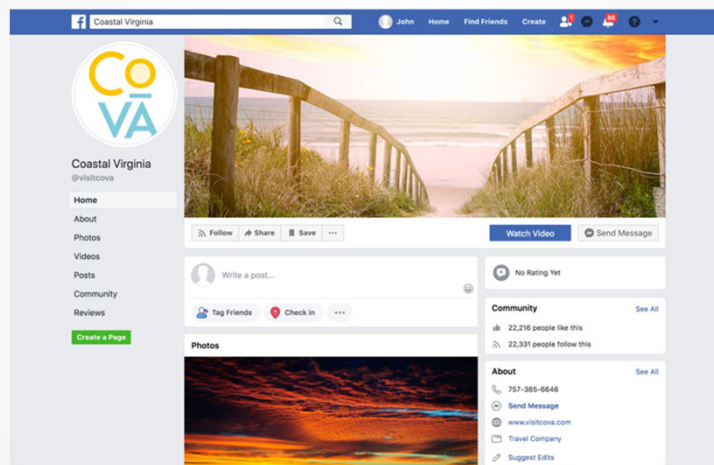 Coastal Virginia
John Home Find Friends Create
CO
VA
Coastal Virginia
@visitcova
Home
About
Photos
Videos
Posts
Community
Reviews
Create a Page
Follow Share Save
Watch Video Send Message
Write a post...
Tag Friends Check in
Photos
No Rating Yet
Community See All
22,216 people like this
22,331 people follow this
About See All
757-385-6646
Send Message
www.visitcova.com
Travel Company
Suggest Edits